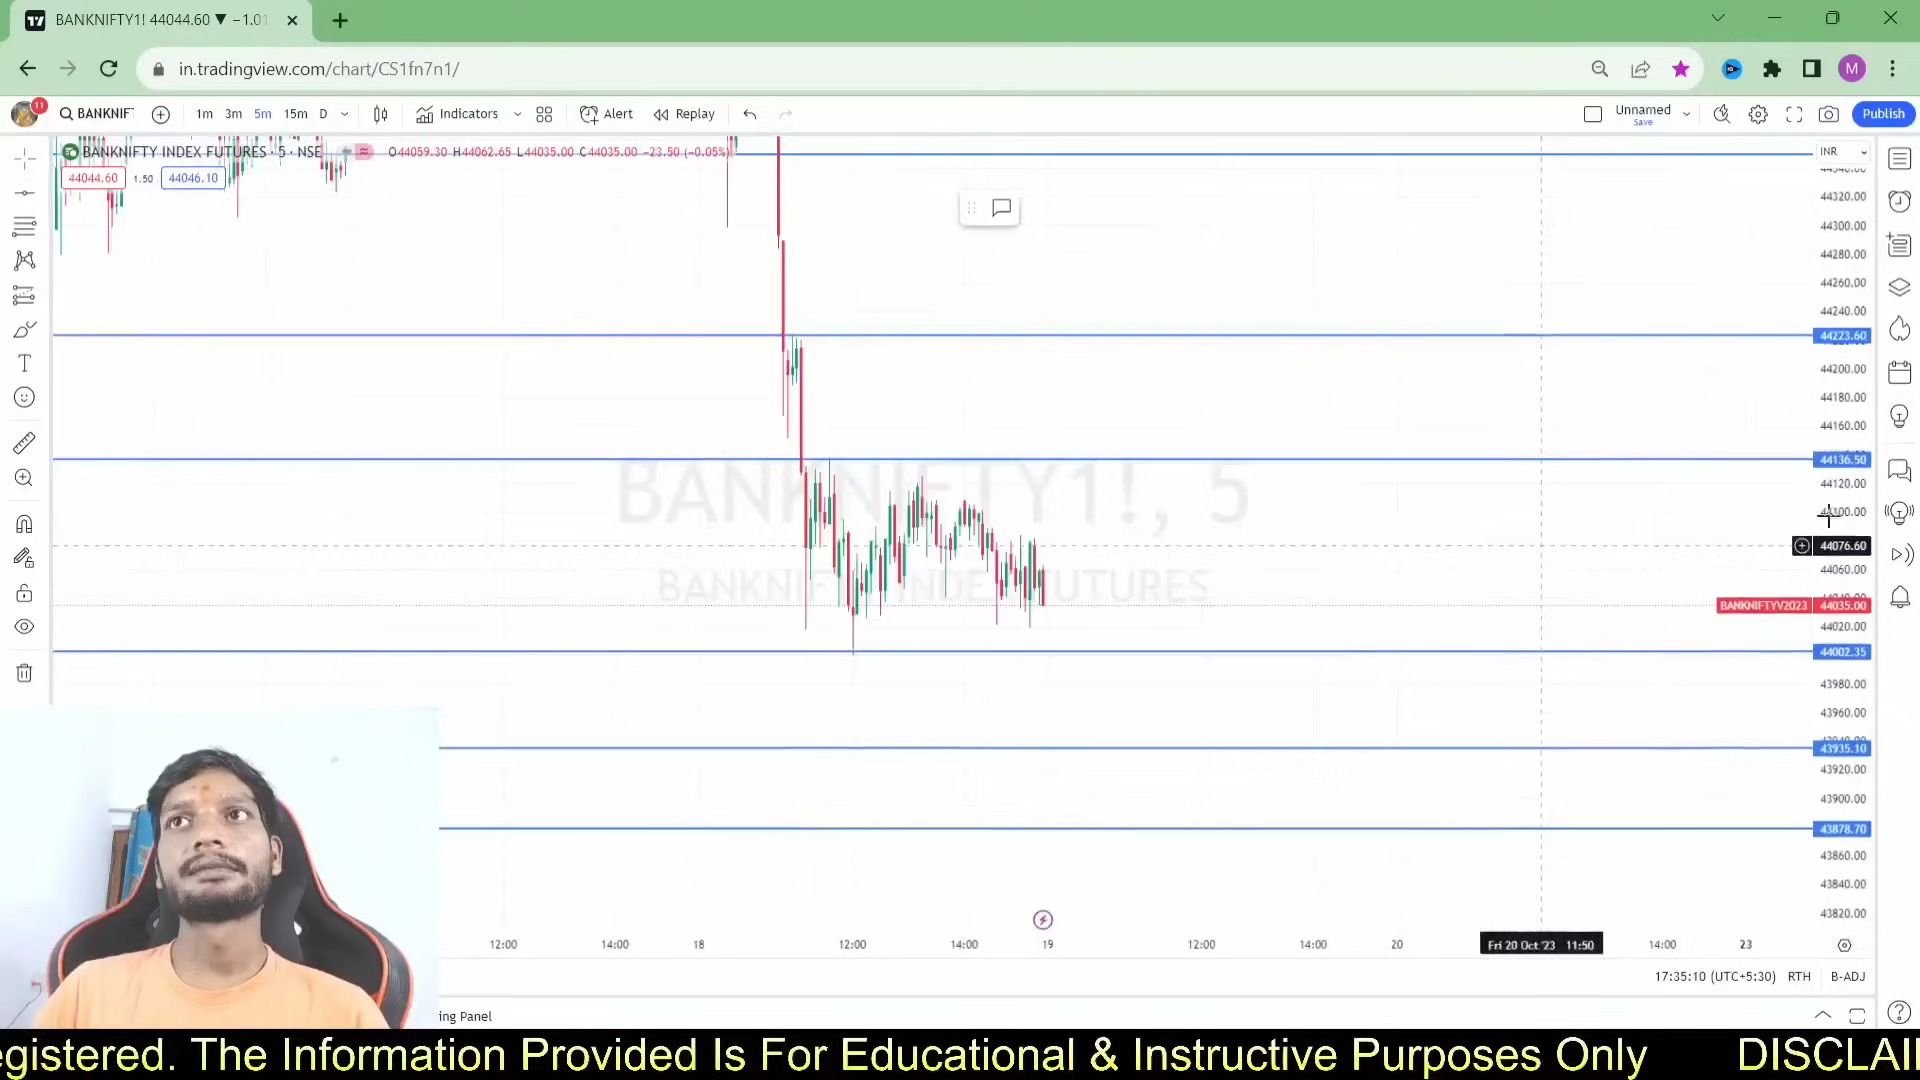 BANKNIFTY1! 44044.60 ▼ −1.01
in.tradingview.com/chart/CS1fn7n1/
M
11
BANKNIFT
1m 3m 5m 15m D
Indicators
Alert
Replay
Unnamed
Save
Publish
BANKNIFTY INDEX FUTURES · 5 · NSE
O44059.30 H44062.65 L44035.00 C44035.00 −23.50 (−0.05%)
INR
44044.60 1.50 44046.10
44320.00
44300.00
44280.00
44260.00
44240.00
44223.60
44200.00
44180.00
44160.00
44136.50
44120.00
44100.00
44076.60
44060.00
BANKNIFTYV2023 44035.00
44020.00
44002.35
43980.00
43960.00
43935.10
43920.00
43900.00
43878.70
43860.00
43840.00
43820.00
BANKNIFTY1!, 5
BANKNIFTY INDEX FUTURES
12:00 14:00 18 12:00 14:00 19 12:00 14:00 20 Fri 20 Oct '23 11:50 14:00 23
17:35:10 (UTC+5:30) RTH B-ADJ
ing Panel
egistered. The Information Provided Is For Educational & Instructive Purposes Only DISCLAI